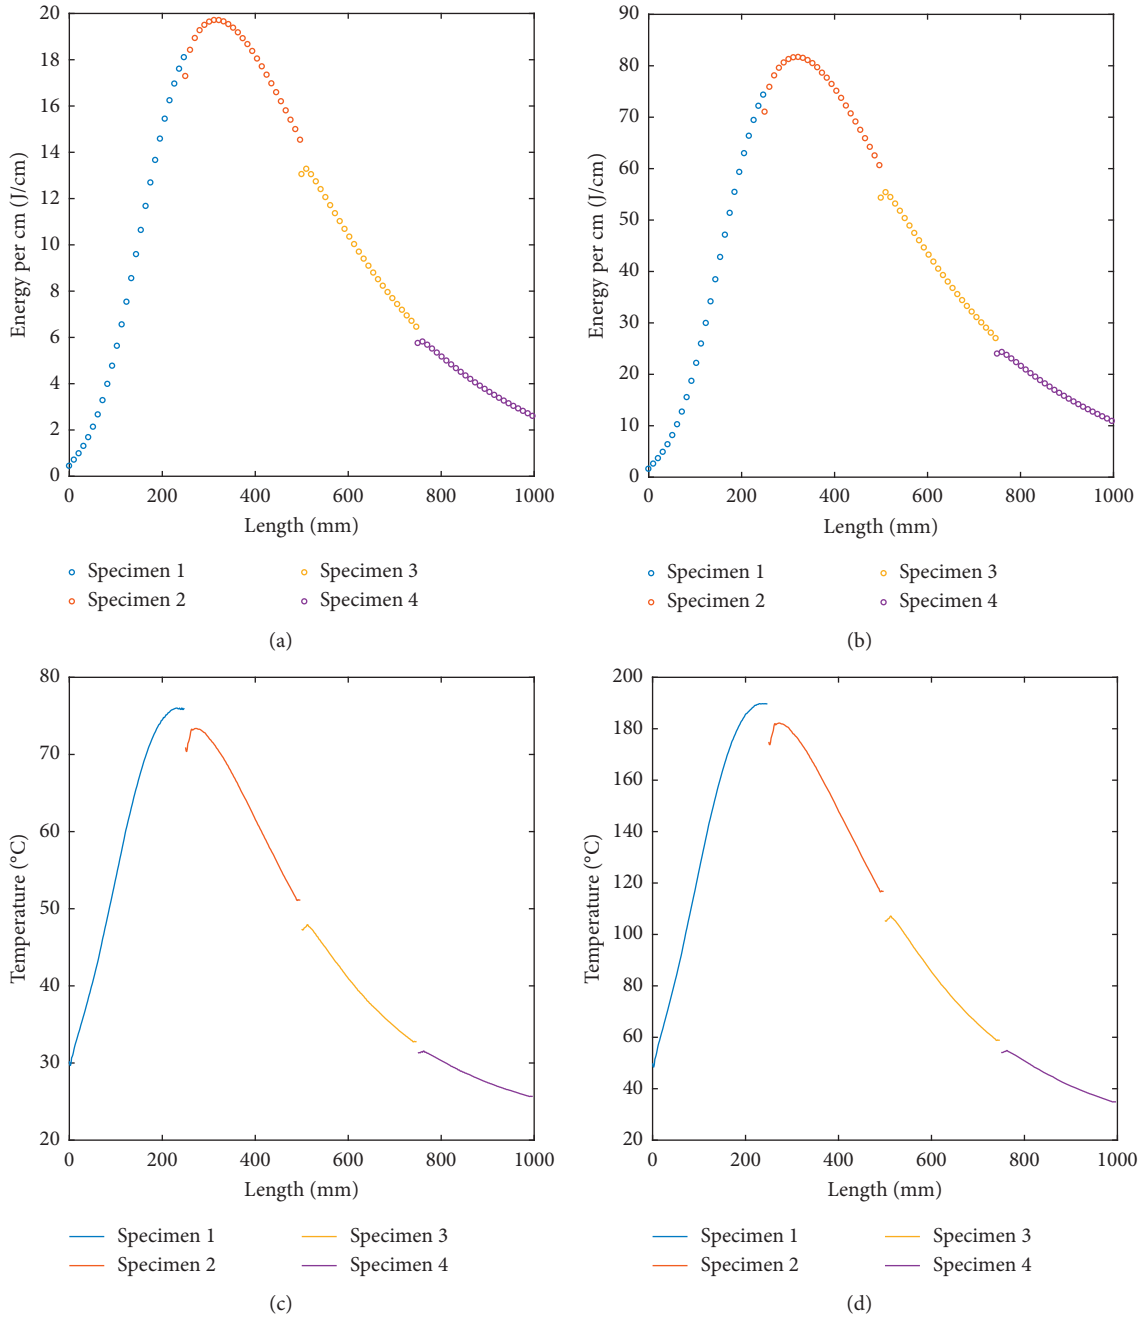 20
18
16
14
12
10
8
6
4
2
0
Energy per cm (J/cm)
0 200 400 600 800 1000
Length (mm)
Specimen 1 Specimen 3
Specimen 2 Specimen 4
(a)
90
80
70
60
50
40
30
20
10
0
Energy per cm (J/cm)
0 200 400 600 800 1000
Length (mm)
Specimen 1 Specimen 3
Specimen 2 Specimen 4
(b)
80
70
60
50
40
30
20
Temperature (°C)
0 200 400 600 800 1000
Length (mm)
Specimen 1 Specimen 3
Specimen 2 Specimen 4
(c)
200
180
160
140
120
100
80
60
40
20
Temperature (°C)
0 200 400 600 800 1000
Length (mm)
Specimen 1 Specimen 3
Specimen 2 Specimen 4
(d)